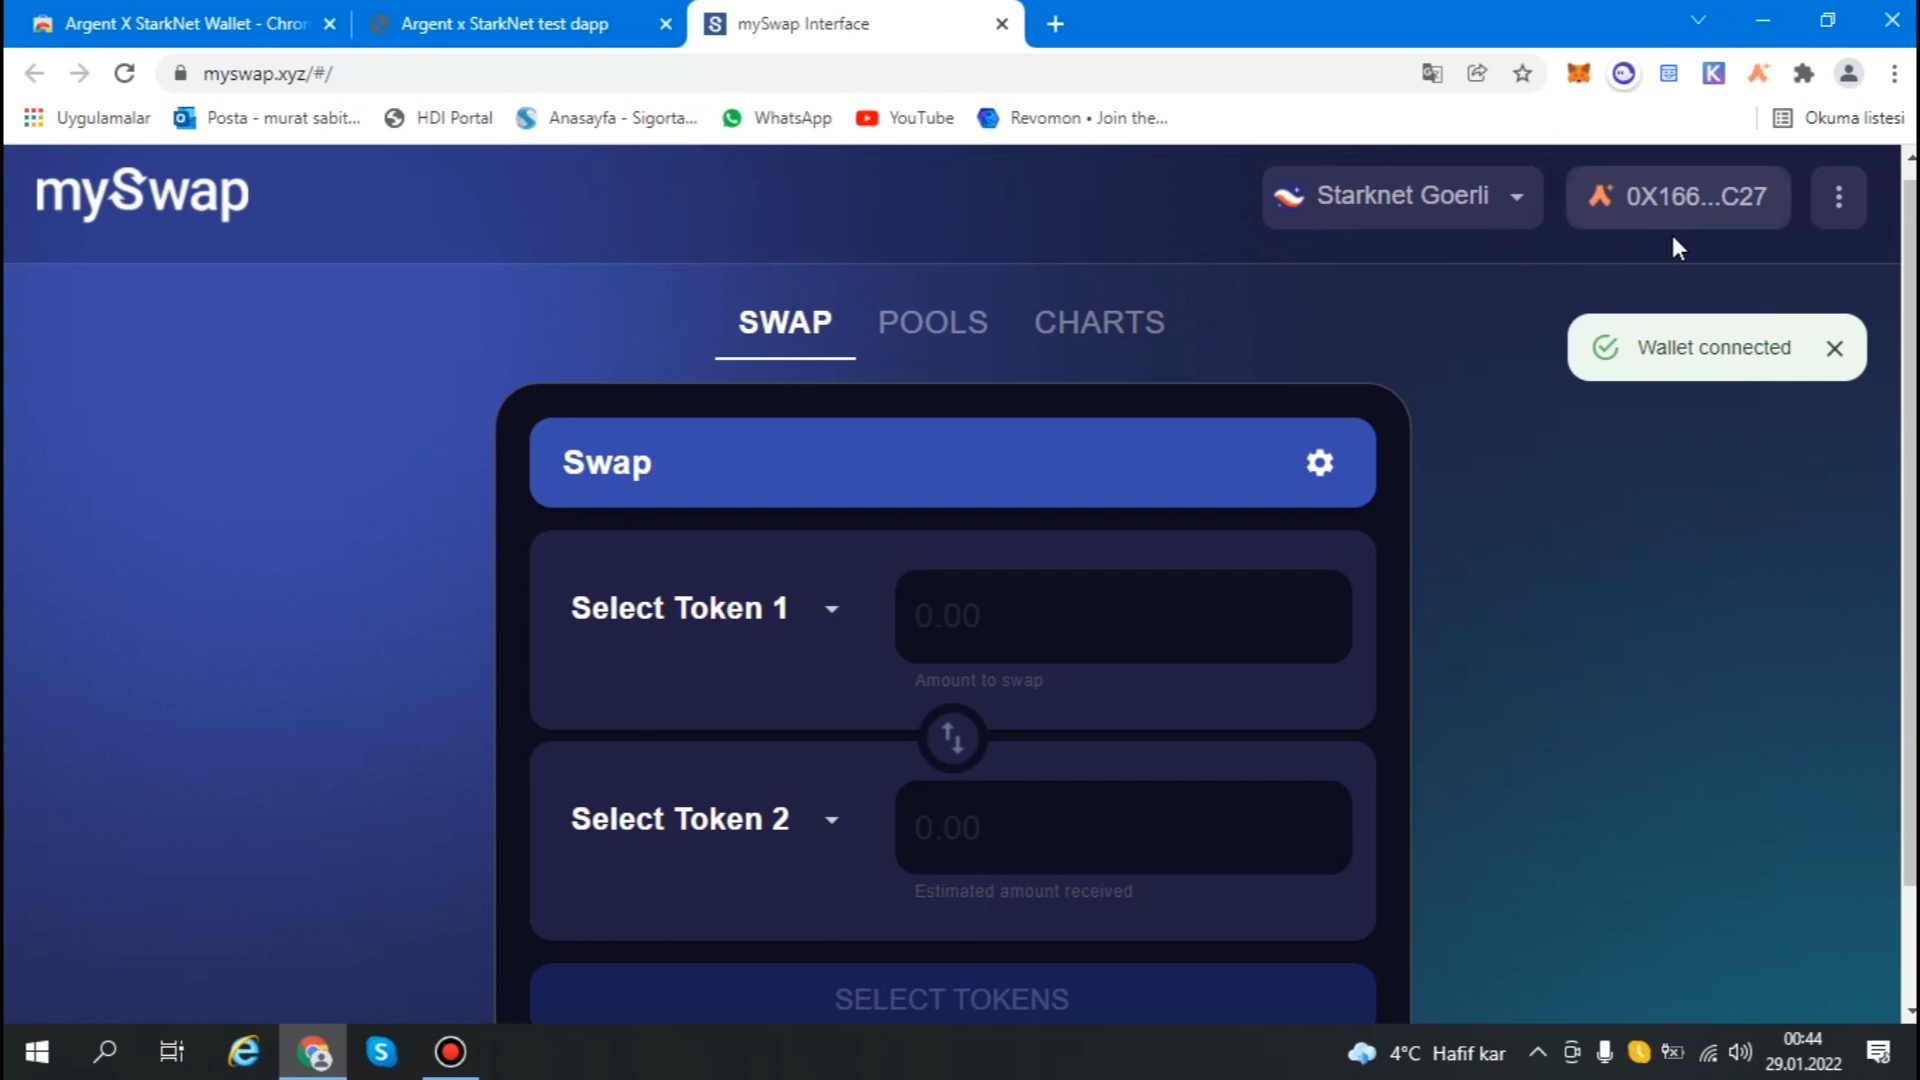 Argent X StarkNet Wallet - Chron
Argent x StarkNet test dapp
mySwap Interface
myswap.xyz/#/
Uygulamalar
Posta - murat sabit...
HDI Portal
Anasayfa - Sigorta...
WhatsApp
YouTube
Revomon • Join the...
Okuma listesi
mySwap
Starknet Goerli
0X166...C27
SWAP
POOLS
CHARTS
Wallet connected
Swap
Select Token 1
0.00
Amount to swap
Select Token 2
0.00
Estimated amount received
SELECT TOKENS
4°C Hafif kar
00:44
29.01.2022